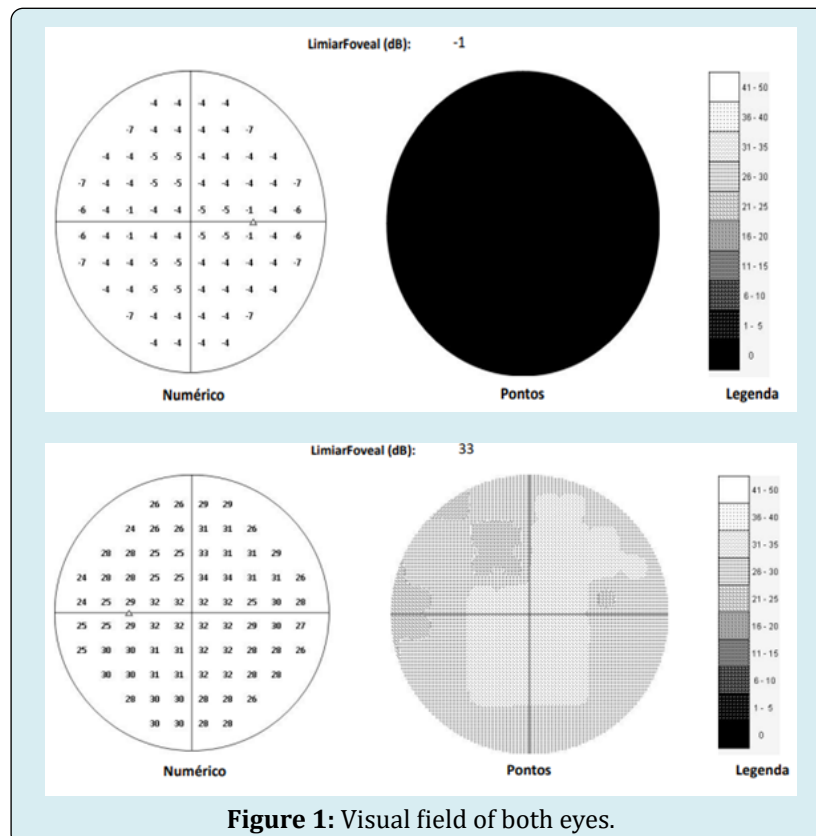 LimiarFoveal (dB): -1
-4 -4 -4 -4
-7 -4 -4 -4 -4 -7
-4 -4 -5 -5 -4 -4 -4 -4
-7 -4 -4 -5 -5 -4 -4 -4 -4 -7
-6 -4 -1 -4 -4 -5 -5 -1 -4 -6
-6 -4 -1 -4 -4 -5 -5 -1 -4 -6
-7 -4 -4 -5 -5 -4 -4 -4 -4 -7
-4 -4 -5 -5 -4 -4 -4 -4
-7 -4 -4 -4 -4 -7
-4 -4 -4 -4
41 - 50
36 - 40
31 - 35
26 - 30
21 - 25
16 - 20
11 - 15
6 - 10
1 - 5
0
Numérico Pontos Legenda
LimiarFoveal (dB): 33
26 26 29 29
24 26 26 31 31 26
28 28 25 25 33 31 31 29
24 28 28 25 25 34 34 31 31 26
24 25 29 32 32 32 32 25 30 28
25 25 29 32 32 32 32 29 30 27
25 30 30 31 31 32 32 28 28 26
30 30 31 31 32 32 28 28
28 30 30 28 28 26
30 30 28 28
41 - 50
36 - 40
31 - 35
26 - 30
21 - 25
16 - 20
11 - 15
6 - 10
1 - 5
0
Numérico Pontos Legenda
Figure 1: Visual field of both eyes.